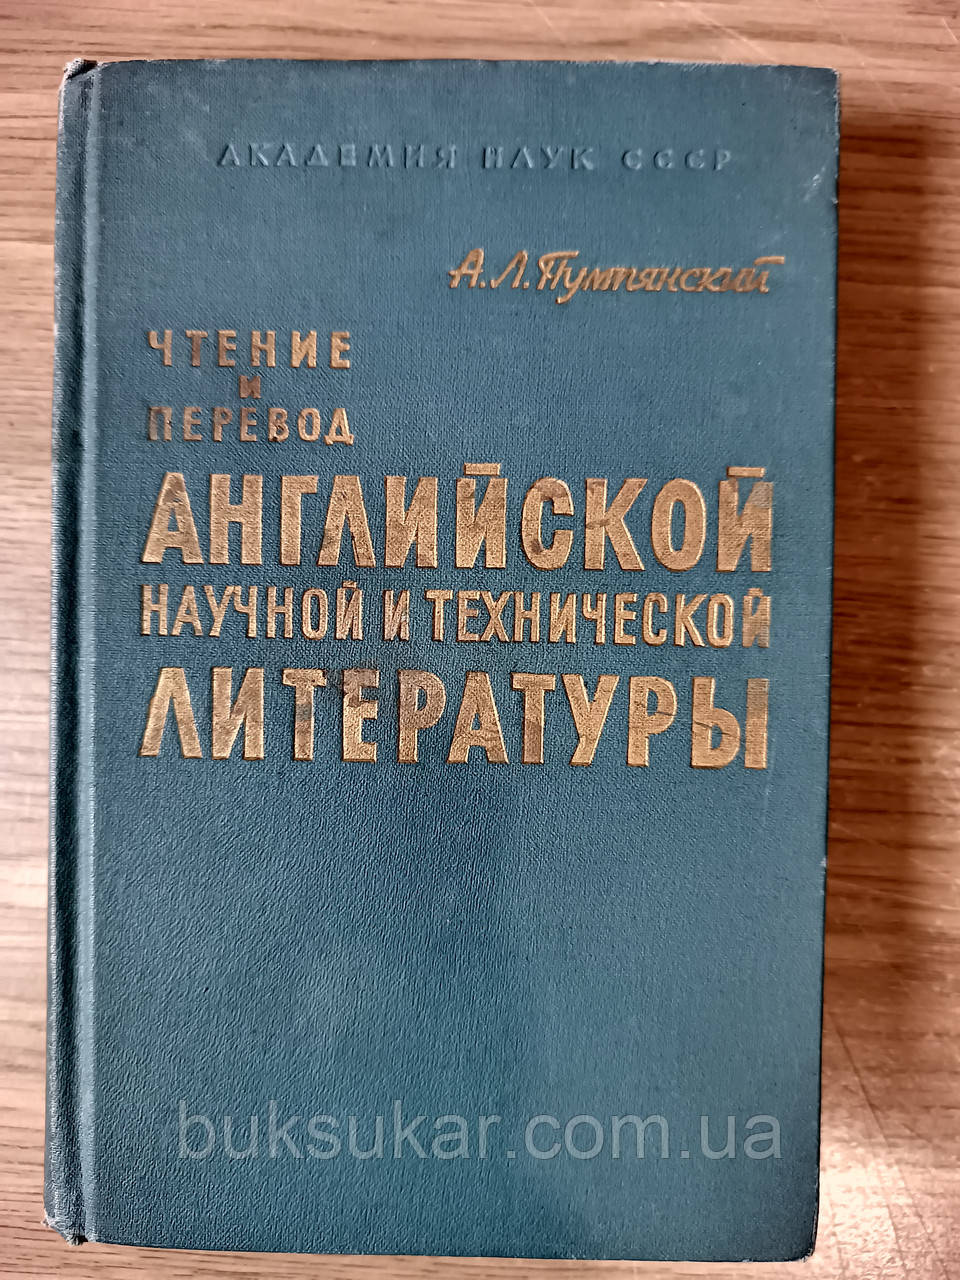 АКАДЕМИЯ НАУК СССР
А.Л.Пумпянский
ЧТЕНИЕ
И
ПЕРЕВОД
АНГЛИЙСКОЙ
НАУЧНОЙ И ТЕХНИЧЕСКОЙ
ЛИТЕРАТУРЫ
buksukar.com.ua